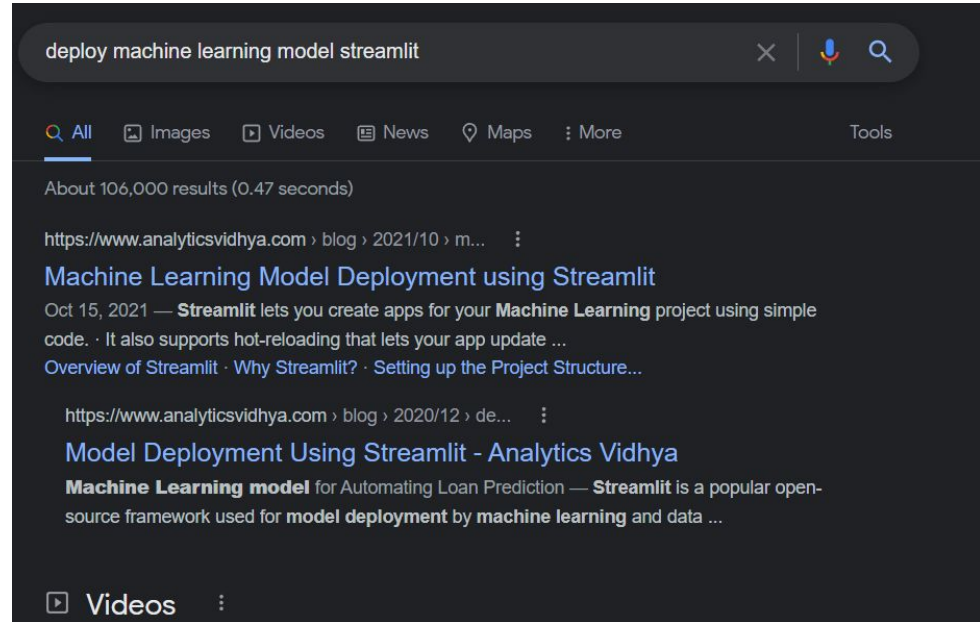 deploy machine learning model streamlit
All Images Videos News Maps More Tools
About 106,000 results (0.47 seconds)
https://www.analyticsvidhya.com › blog › 2021/10 › m...
Machine Learning Model Deployment using Streamlit
Oct 15, 2021 — Streamlit lets you create apps for your Machine Learning project using simple
code. · It also supports hot-reloading that lets your app update ...
Overview of Streamlit · Why Streamlit? · Setting up the Project Structure...
https://www.analyticsvidhya.com › blog › 2020/12 › de...
Model Deployment Using Streamlit - Analytics Vidhya
Machine Learning model for Automating Loan Prediction — Streamlit is a popular open-
source framework used for model deployment by machine learning and data ...
Videos